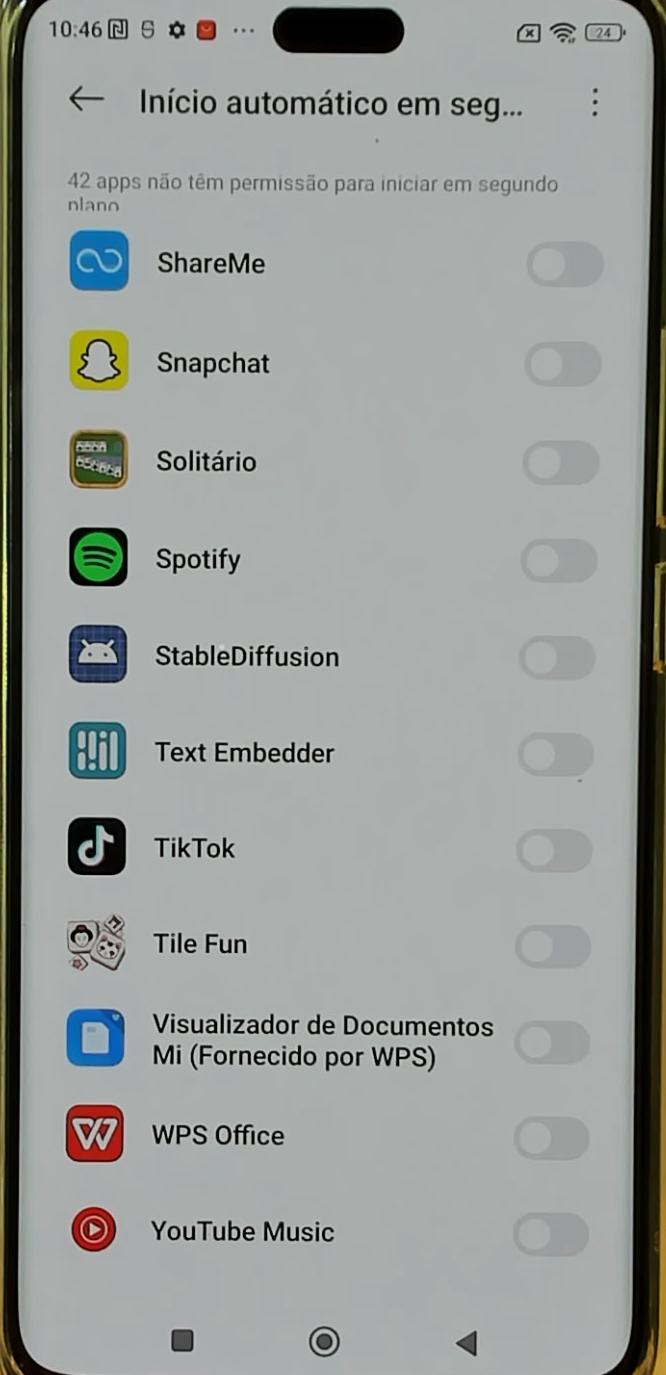 10:46
24
Início automático em seg...
42 apps não têm permissão para iniciar em segundo
plano
ShareMe
Snapchat
Solitário
Spotify
StableDiffusion
Text Embedder
TikTok
Tile Fun
Visualizador de Documentos
Mi (Fornecido por WPS)
WPS Office
YouTube Music